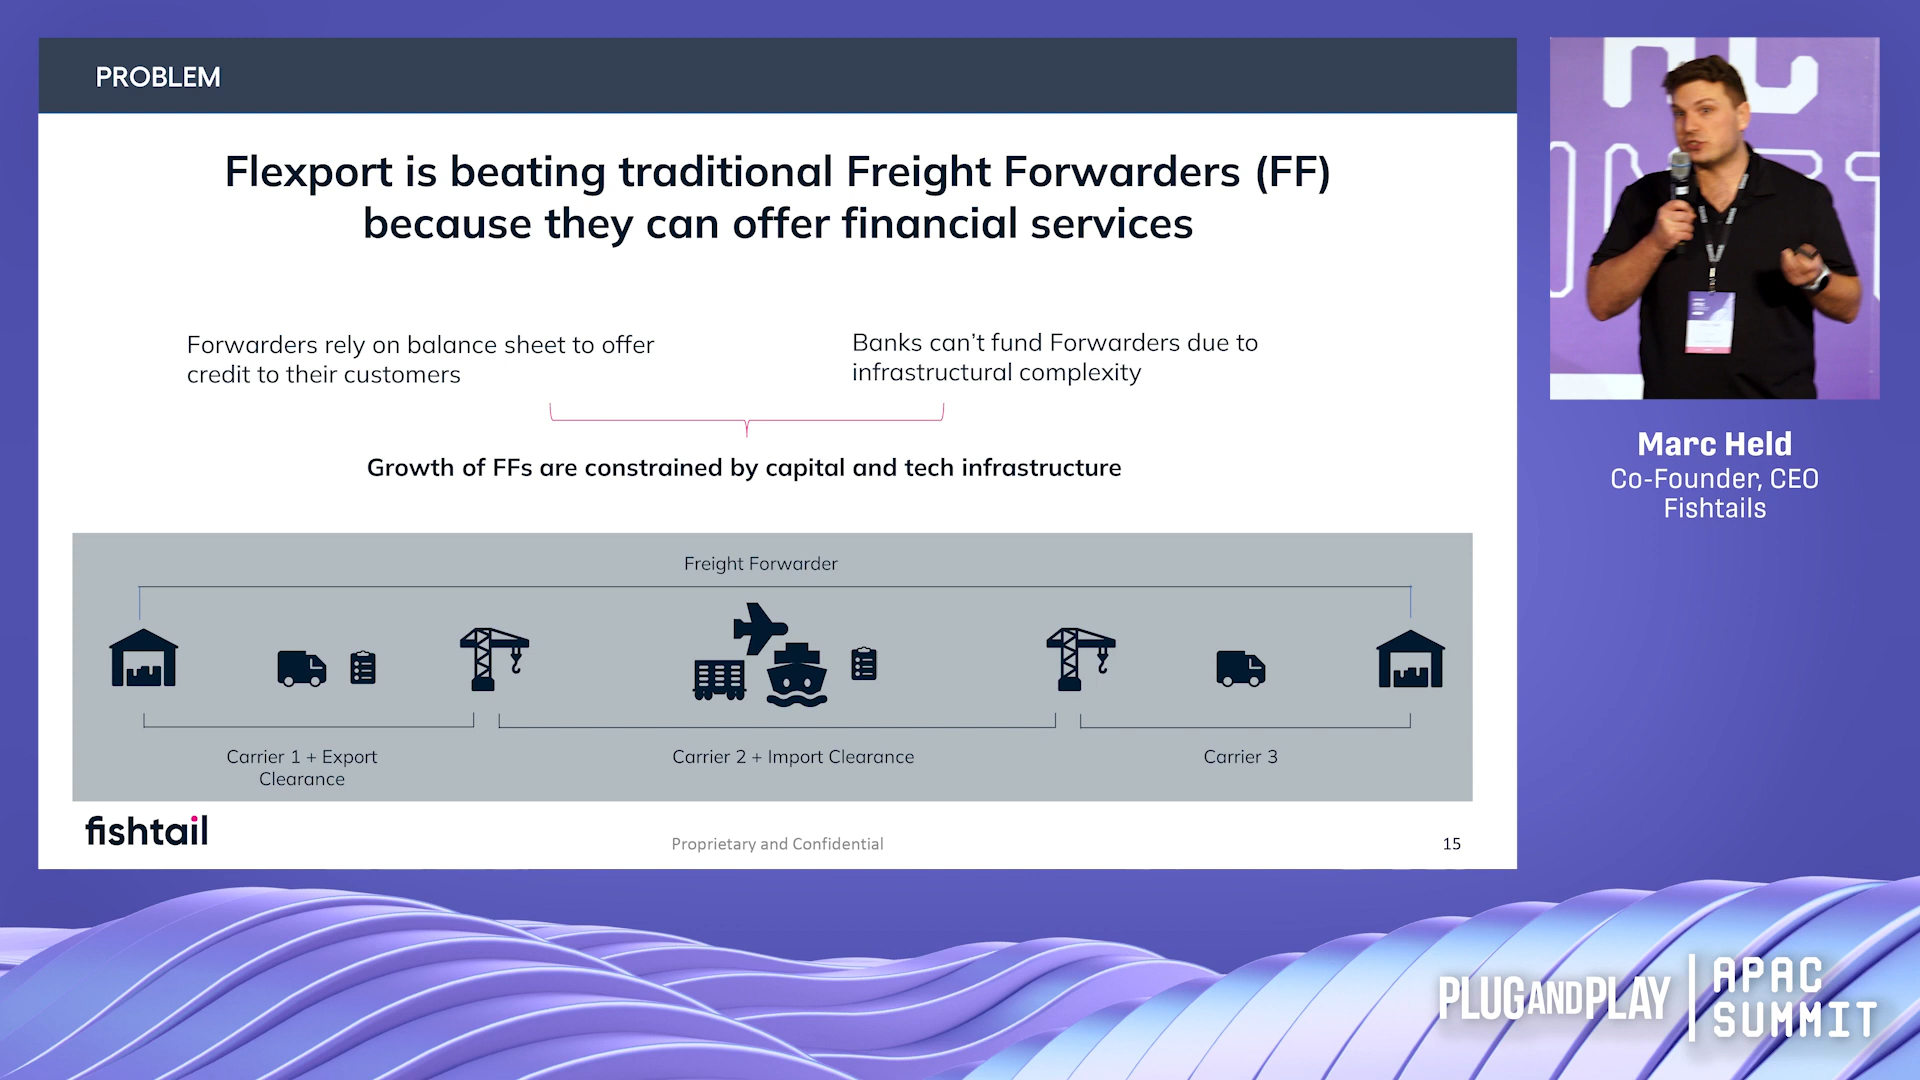 PROBLEM
Flexport is beating traditional Freight Forwarders (FF)
because they can offer financial services
Forwarders rely on balance sheet to offer
credit to their customers
Banks can’t fund Forwarders due to
infrastructural complexity
Growth of FFs are constrained by capital and tech infrastructure
Freight Forwarder
Carrier 1 + Export
Clearance
Carrier 2 + Import Clearance
Carrier 3
fishtail
Proprietary and Confidential
15
Marc Held
Co-Founder, CEO
Fishtails
PLUGANDPLAY
APAC
SUMMIT